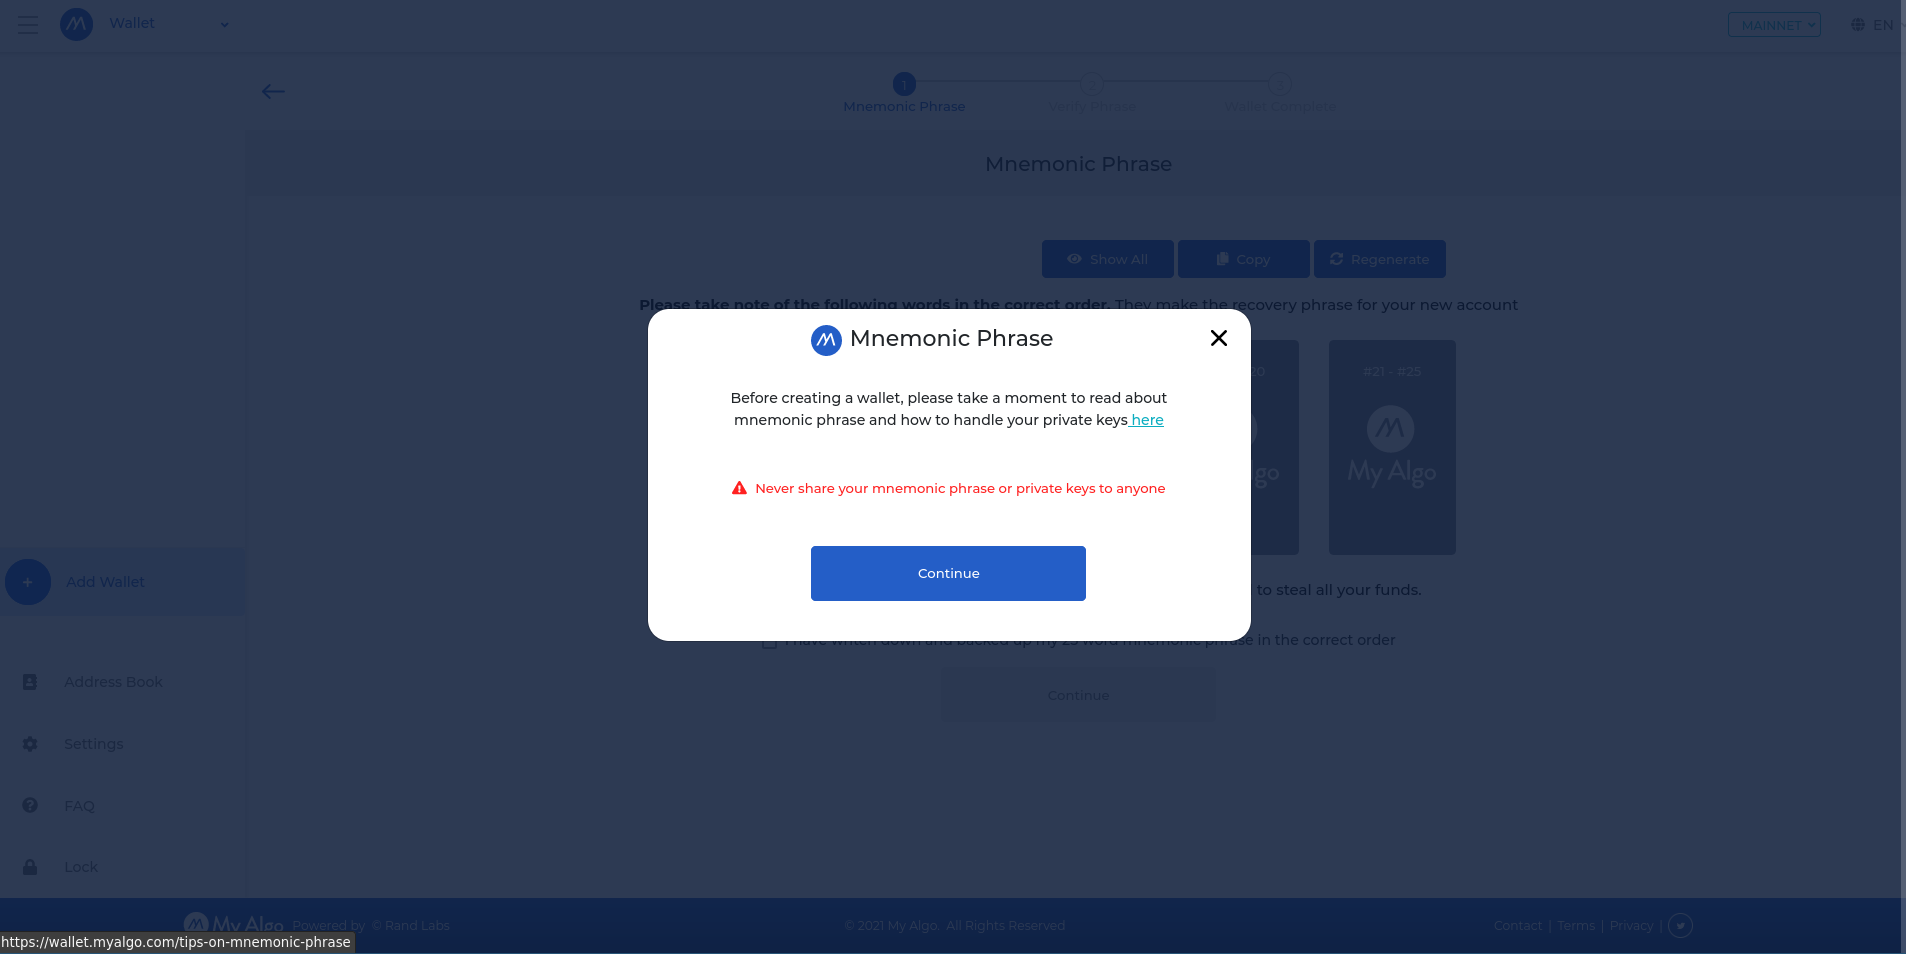 Wallet
MAINNET
EN
1
2
3
Mnemonic Phrase
Verify Phrase
Wallet Complete
Mnemonic Phrase
Show All
Copy
Regenerate
Please take note of the following words in the correct order. They make the recovery phrase for your new account
Mnemonic Phrase
20
#21 - #25
Before creating a wallet, please take a moment to read about
mnemonic phrase and how to handle your private keys here
go
My Algo
Never share your mnemonic phrase or private keys to anyone
Continue
Add Wallet
to steal all your funds.
I have writen down and backed up my 25 word mnemonic phrase in the correct order
Address Book
Continue
Settings
FAQ
Lock
My Algo Powered by © Rand Labs
© 2021 My Algo. All Rights Reserved
Contact | Terms | Privacy |
https://wallet.myalgo.com/tips-on-mnemonic-phrase